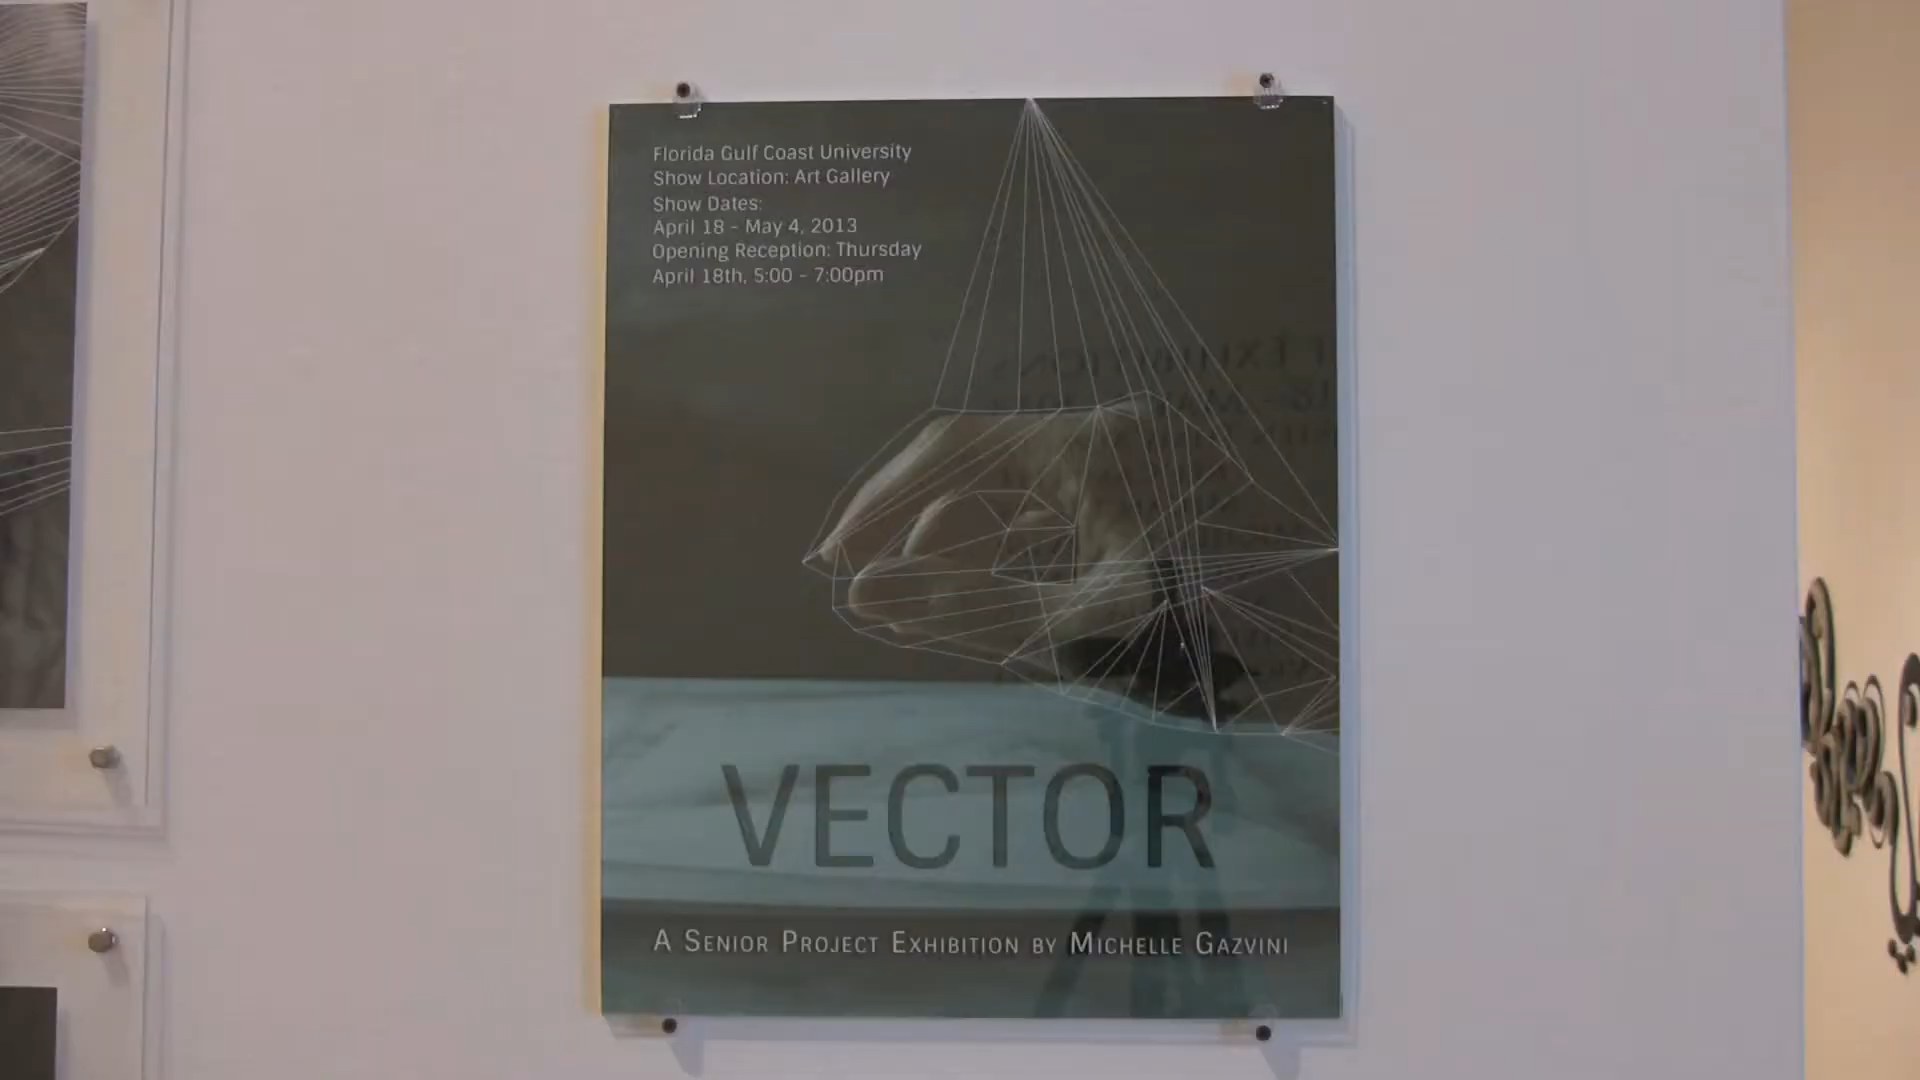 Florida Gulf Coast University
Show Location: Art Gallery
Show Dates:
April 18 - May 4, 2013
Opening Reception: Thursday
April 18th, 5:00 - 7:00pm
VECTOR
A Senior Project Exhibition by Michelle Gazvini